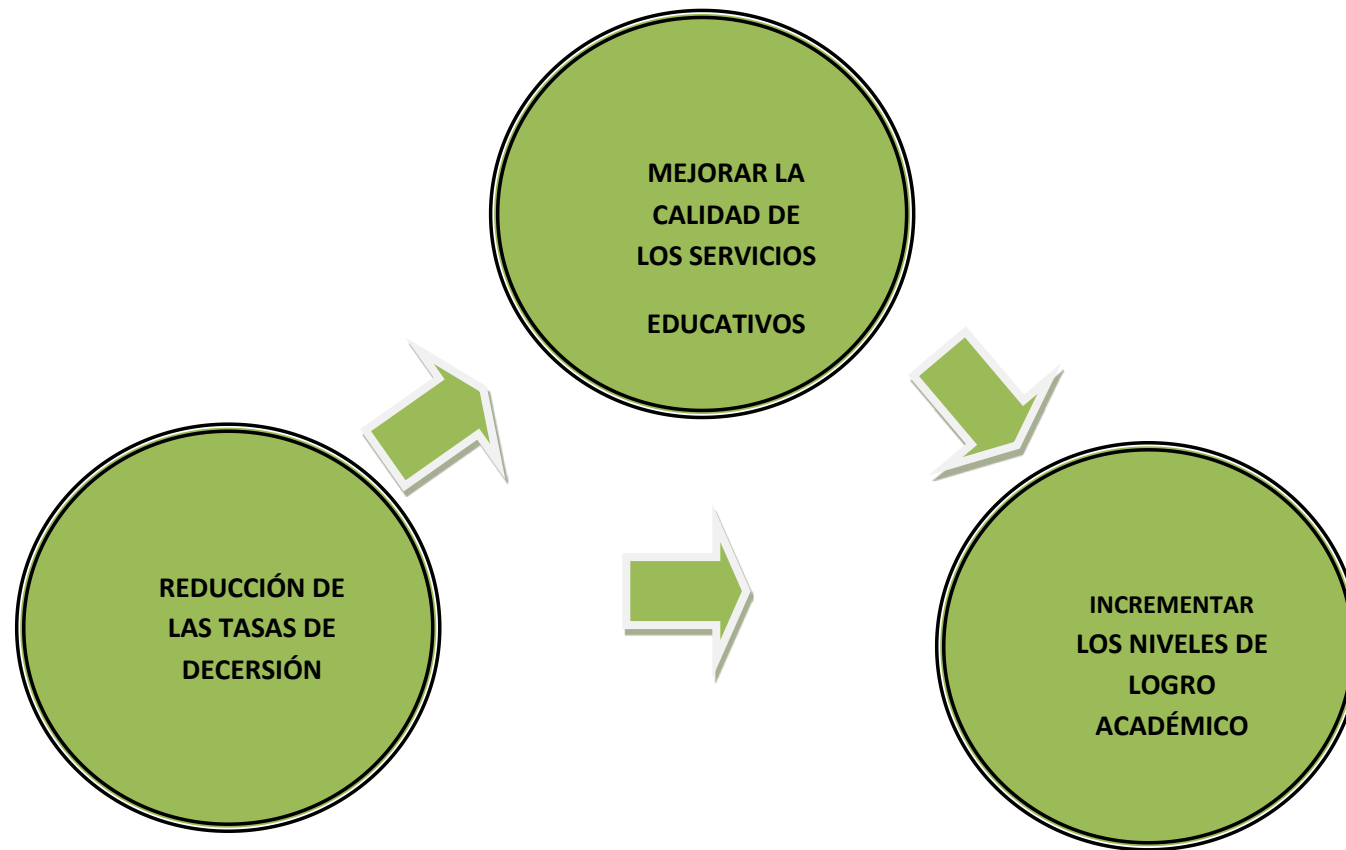 MEJORAR LA
CALIDAD DE
LOS SERVICIOS
EDUCATIVOS
REDUCCIÓN DE
LAS TASAS DE
DECERSIÓN
INCREMENTAR
LOS NIVELES DE
LOGRO
ACADÉMICO